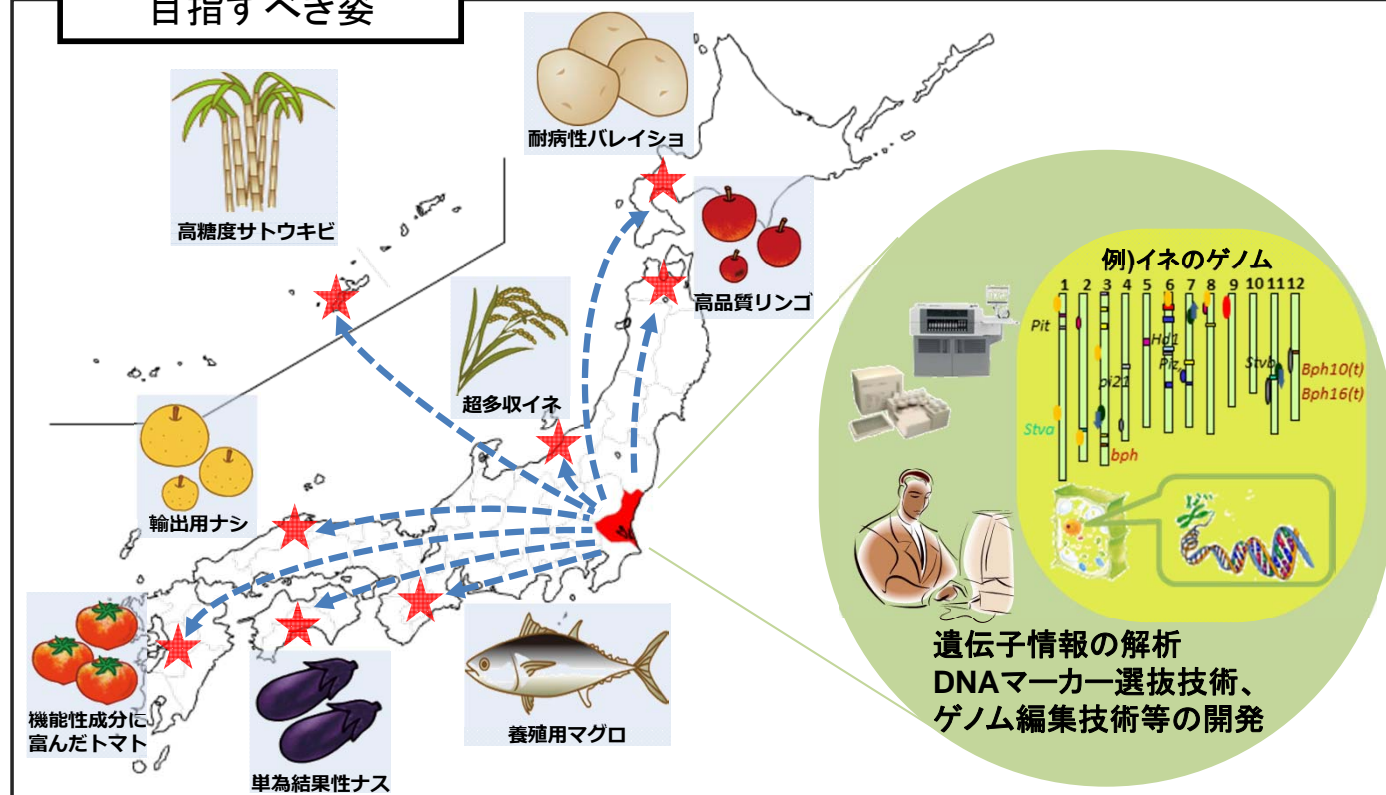 目指すべき姿
耐病性バレイショ
高糖度サトウキビ
高品質リンゴ
超多収イネ
輸出用ナシ
機能性成分に
富んだトマト
単為結果性ナス
養殖用マグロ
例)イネのゲノム
1 2 3 4 5 6 7 8 9 10 11 12
Pit
Hd1
Piz
pi21
Stvb
Bph10(t)
Bph16(t)
Stva
bph
遺伝子情報の解析
DNAマーカー選抜技術、
ゲノム編集技術等の開発